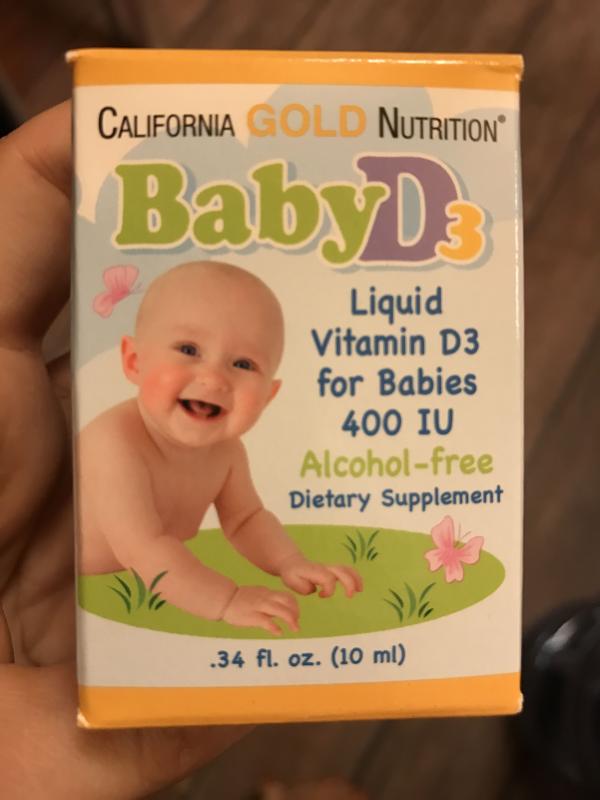 CALIFORNIA GOLD NUTRITION®
BabyD3
Liquid
Vitamin D3
for Babies
400 IU
Alcohol-free
Dietary Supplement
.34 fl. oz. (10 ml)